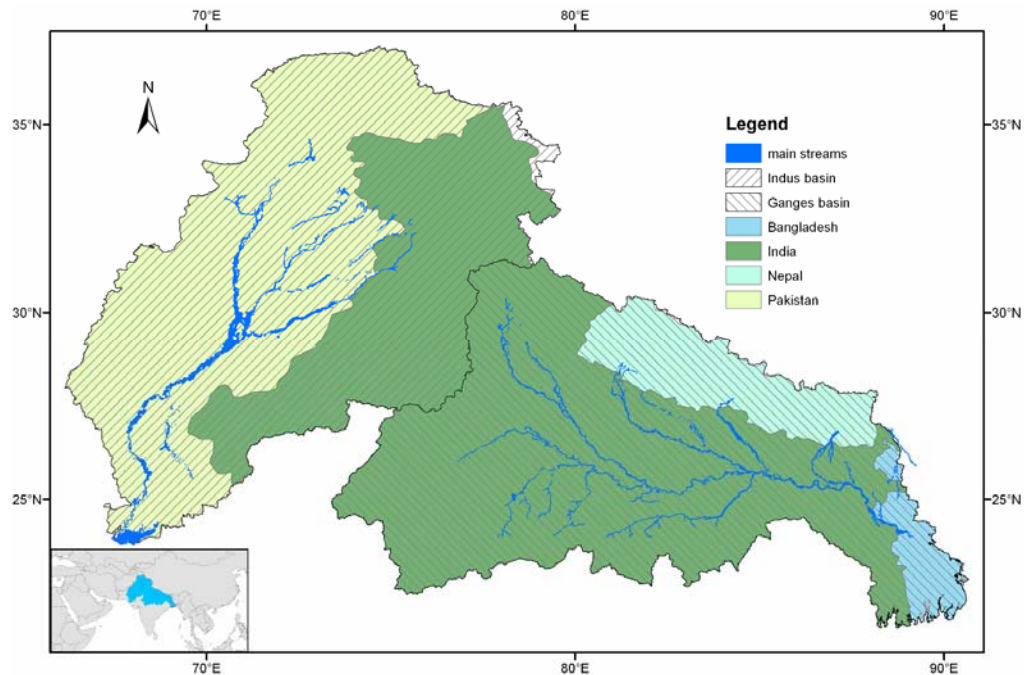 70°E 80°E 90°E
N
35°N 35°N
Legend
main streams
Indus basin
Ganges basin
Bangladesh
India
Nepal
Pakistan
30°N 30°N
25°N 25°N
70°E 80°E 90°E